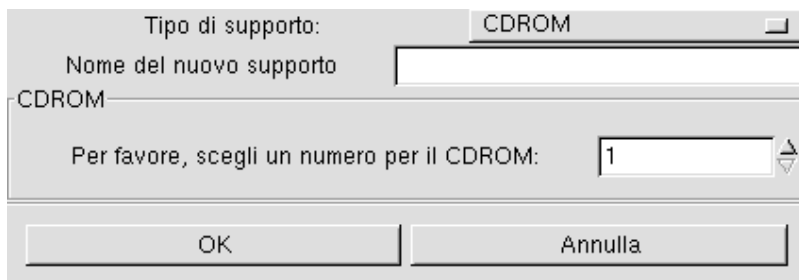 Tipo di supporto: CDROM
Nome del nuovo supporto
CDROM
Per favore, scegli un numero per il CDROM: 1
OK Annulla